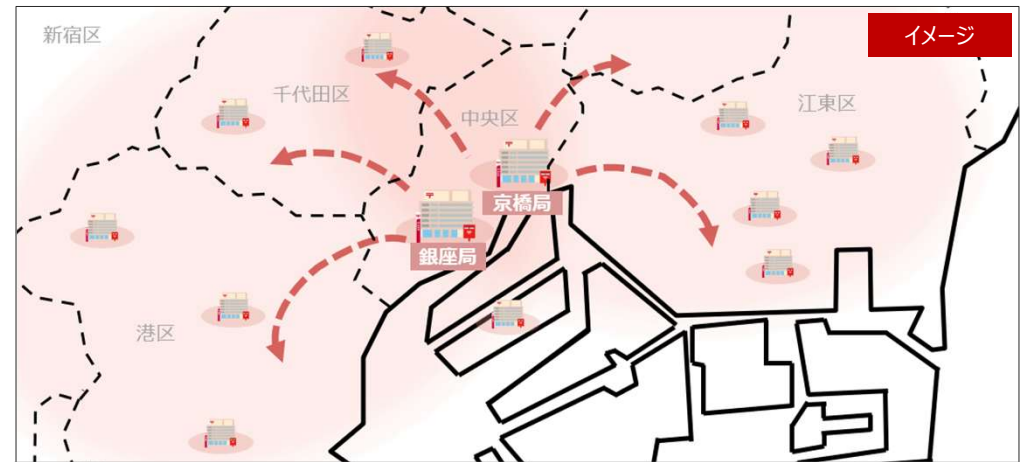 新宿区
イメージ
千代田区
江東区
中央区
京橋局
銀座局
港区